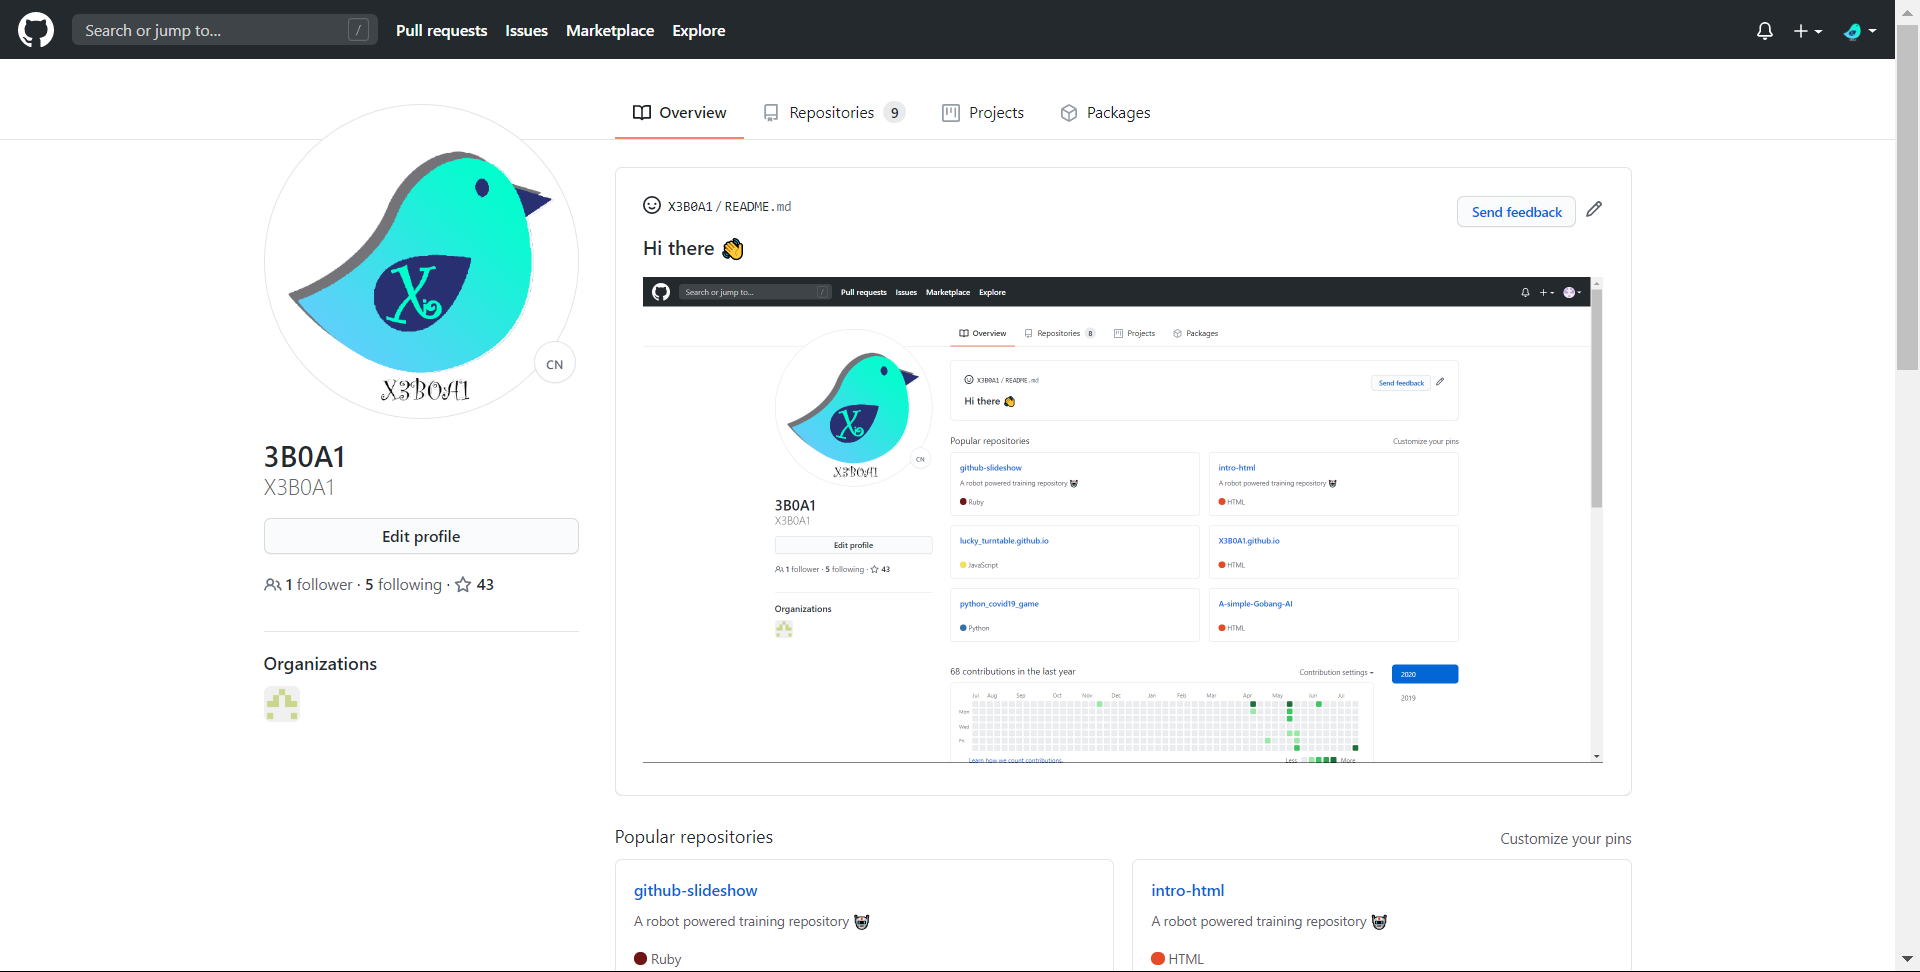 Search or jump to... /
Pull requests Issues Marketplace Explore
Overview Repositories 9 Projects Packages
X
X3B0A1
CN
3B0A1
X3B0A1
Edit profile
1 follower · 5 following · 43
Organizations
X3B0A1 / README.md
Send feedback
Hi there 👋
Search or jump to... /
Pull requests Issues Marketplace Explore
Overview Repositories 8 Projects Packages
X
X3B0A1
CN
3B0A1
X3B0A1
Edit profile
1 follower · 5 following · 43
Organizations
X3B0A1 / README.md
Send feedback
Hi there 👋
Popular repositories
Customize your pins
github-slideshow
A robot powered training repository
Ruby
intro-html
A robot powered training repository
HTML
lucky_turntable.github.io
JavaScript
X3B0A1.github.io
HTML
python_covid19_game
Python
A-simple-Gobang-AI
HTML
68 contributions in the last year
Contribution settings
2020
2019
Jul Aug Sep Oct Nov Dec Jan Feb Mar Apr May Jun Jul
Mon
Wed
Fri
Learn how we count contributions.
Less More
Popular repositories
Customize your pins
github-slideshow
A robot powered training repository
Ruby
intro-html
A robot powered training repository
HTML